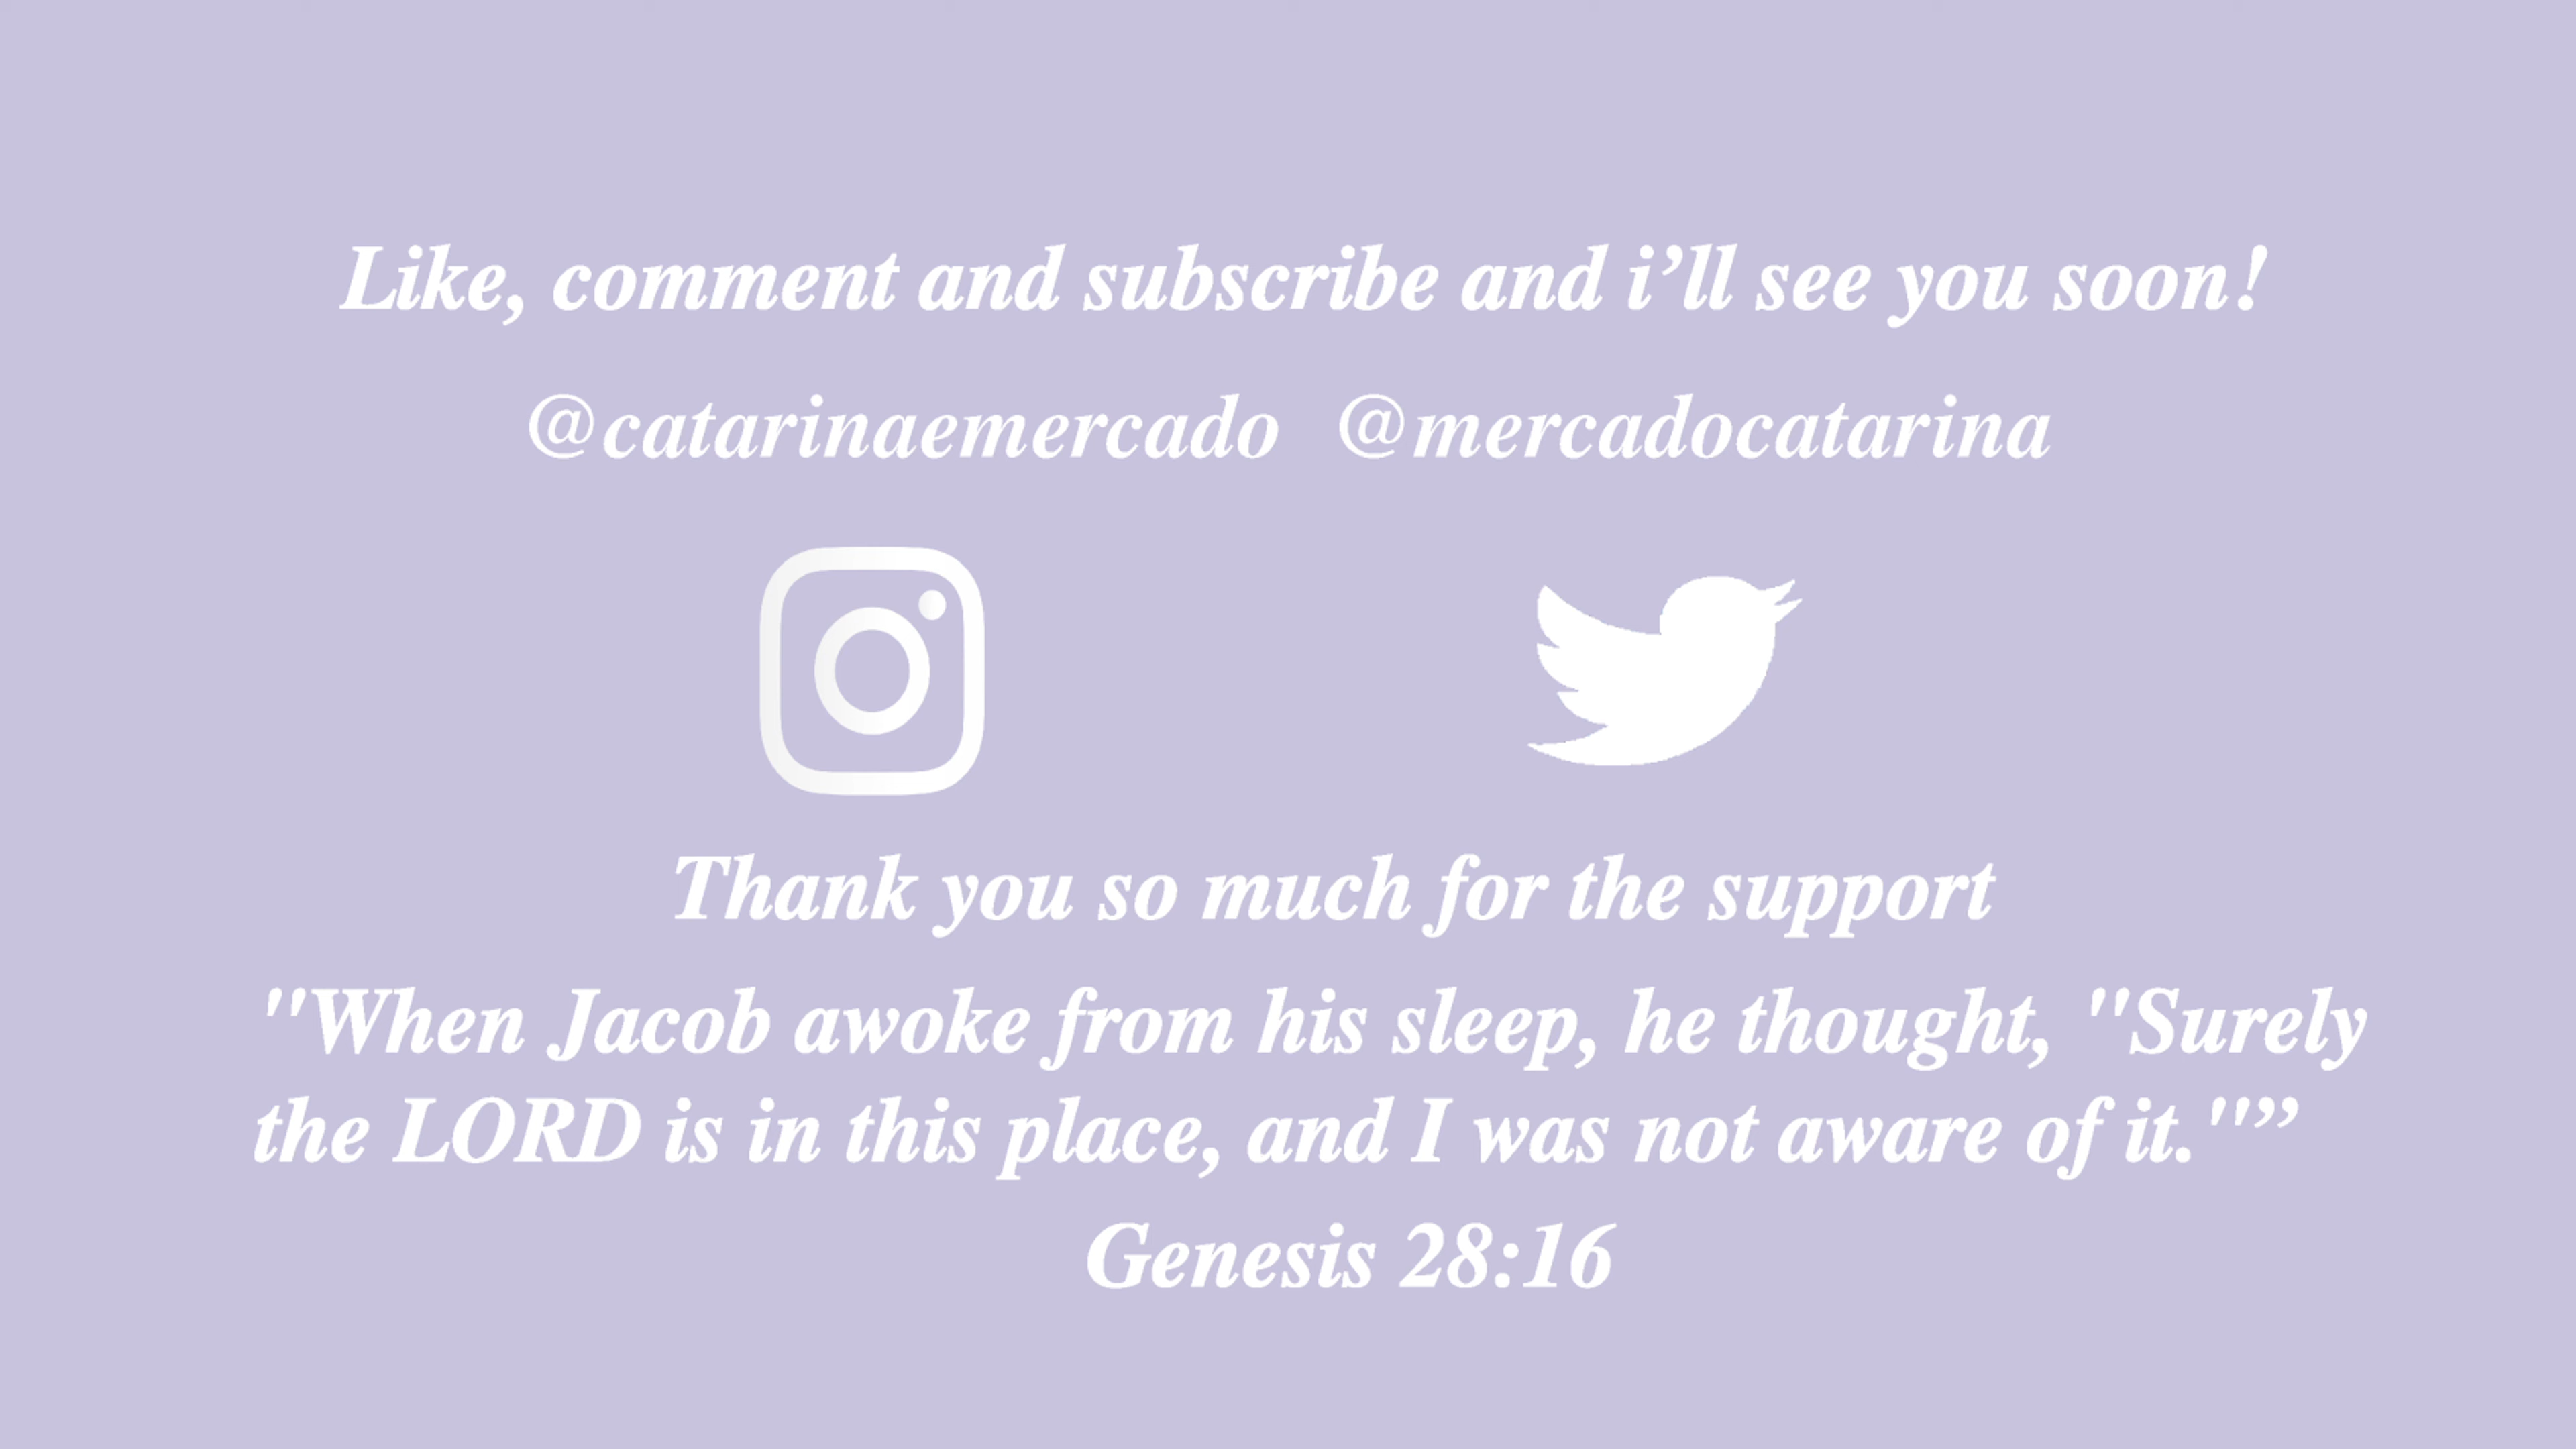 Like, comment and subscribe and i’ll see you soon!
@catarinaemercado @mercadocatarina
Thank you so much for the support
"When Jacob awoke from his sleep, he thought, "Surely
the LORD is in this place, and I was not aware of it."”
Genesis 28:16